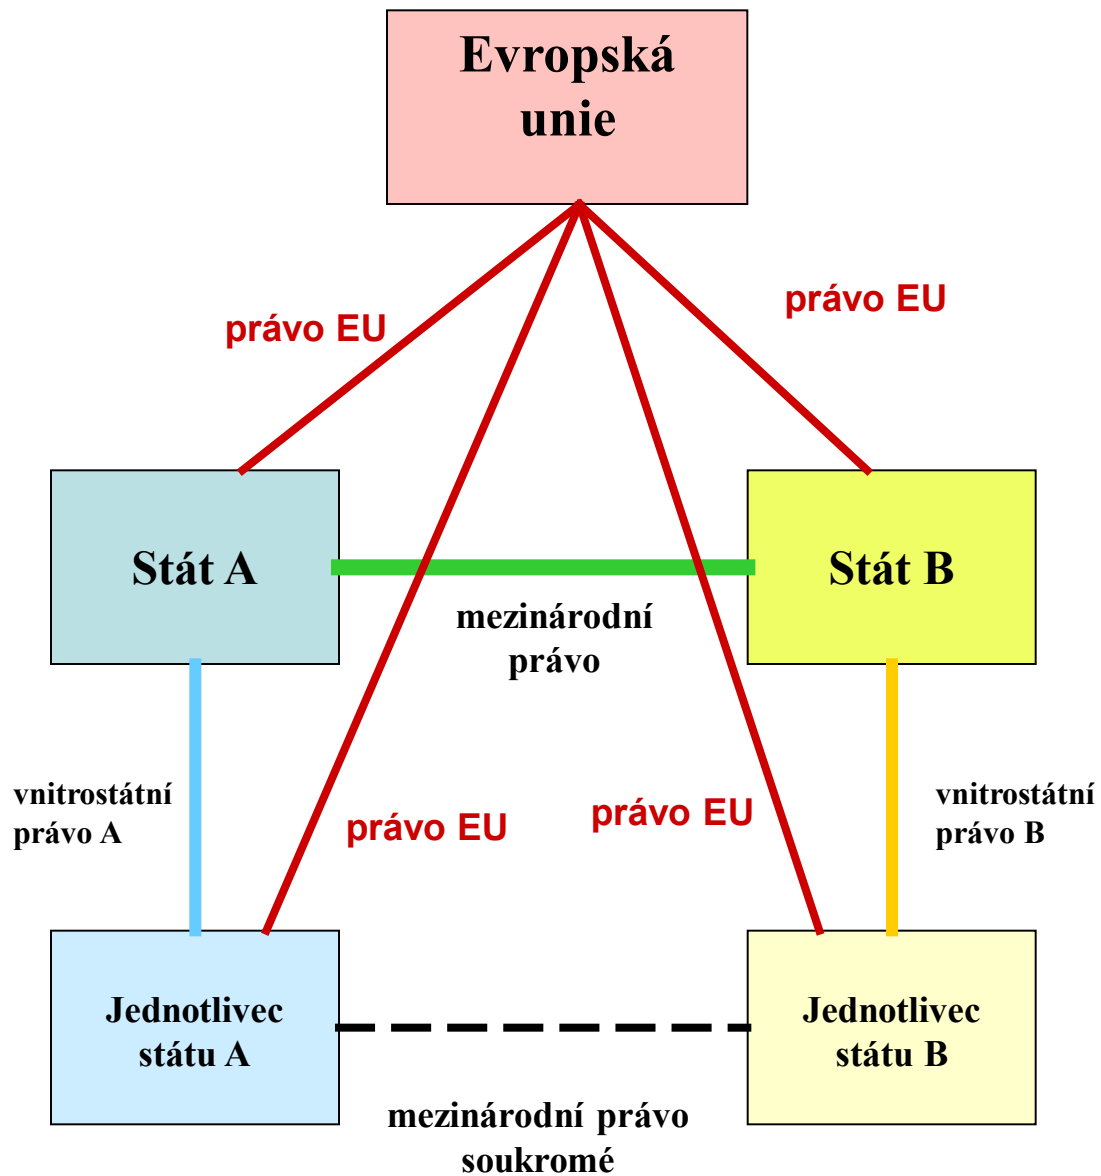 Evropská
unie
právo EU
právo EU
Stát A
Stát B
mezinárodní
právo
vnitrostátní
právo A
právo EU
právo EU
vnitrostátní
právo B
Jednotlivec
státu A
Jednotlivec
státu B
mezinárodní právo
soukromé